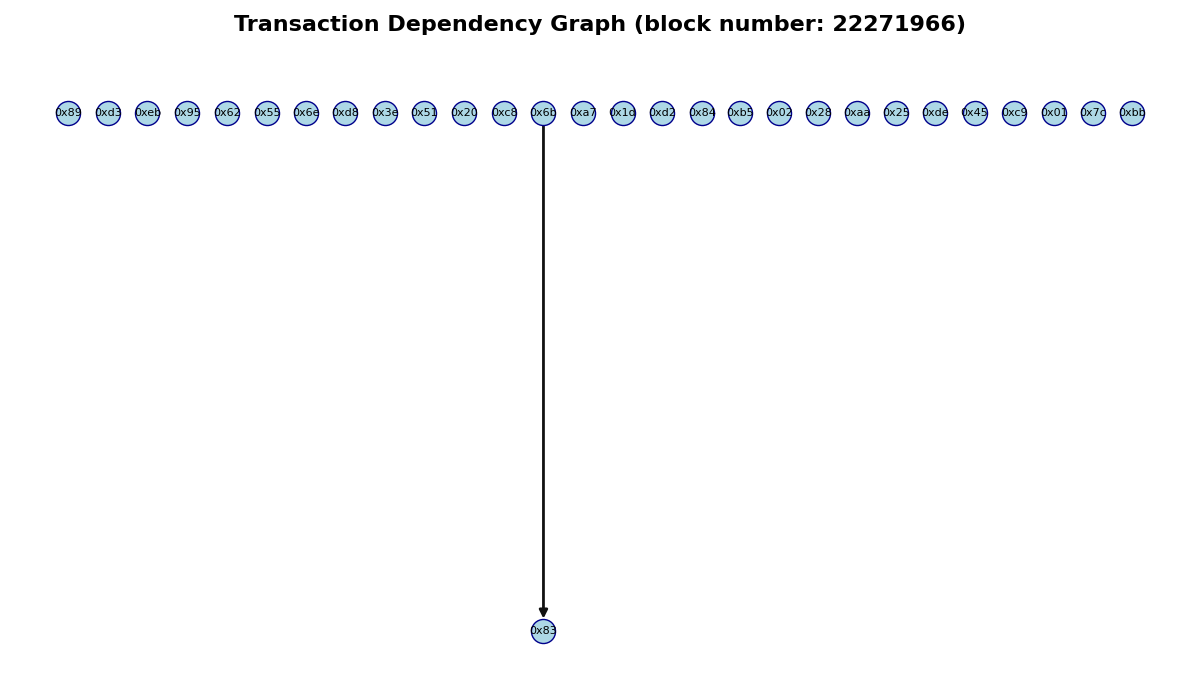 Transaction Dependency Graph (block number: 22271966)
0x89 0xd3 0xeb 0x95 0x62 0x55 0x6e 0xd8 0x3e 0x51 0x20 0xc8 0x6b 0xa7 0x1d 0xd2 0x84 0xb5 0x02 0x28 0xaa 0x25 0xde 0x45 0xc9 0x01 0x7c 0xbb
0x83